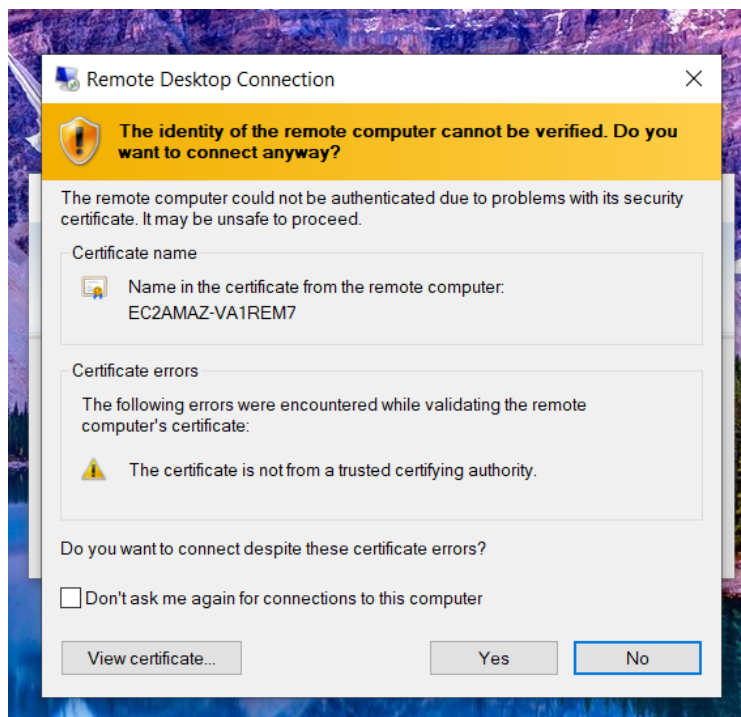 Remote Desktop Connection
The identity of the remote computer cannot be verified. Do you
want to connect anyway?
The remote computer could not be authenticated due to problems with its security
certificate. It may be unsafe to proceed.
Certificate name
Name in the certificate from the remote computer:
EC2AMAZ-VA1REM7
Certificate errors
The following errors were encountered while validating the remote
computer's certificate:
The certificate is not from a trusted certifying authority.
Do you want to connect despite these certificate errors?
Don't ask me again for connections to this computer
View certificate... Yes No